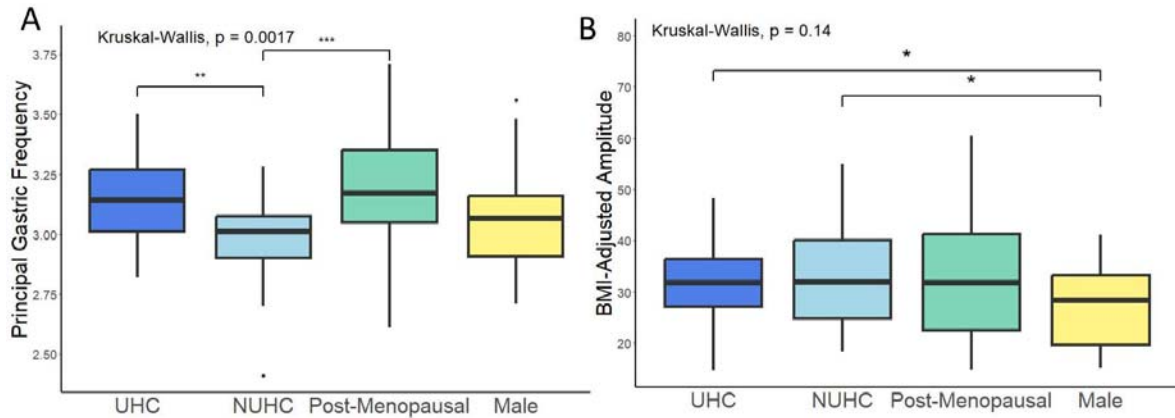 A
Kruskal-Wallis, p = 0.0017
***
**
Principal Gastric Frequency
3.75
3.50
3.25
3.00
2.75
2.50
UHC NUHC Post-Menopausal Male
B
Kruskal-Wallis, p = 0.14
*
*
BMI-Adjusted Amplitude
80
70
60
50
40
30
20
UHC NUHC Post-Menopausal Male